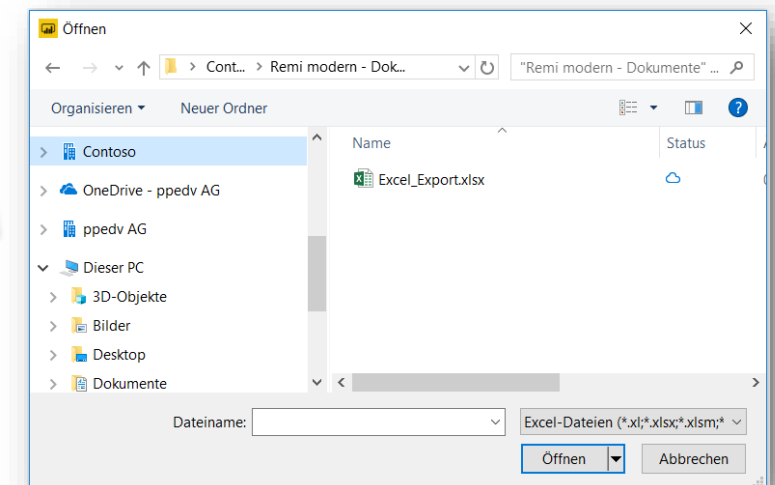 Öffnen
Cont... > Remi modern - Dok...
"Remi modern - Dokumente" ...
Organisieren
Neuer Ordner
Name
Status
Contoso
Excel_Export.xlsx
OneDrive - ppedv AG
ppedv AG
Dieser PC
3D-Objekte
Bilder
Desktop
Dokumente
Dateiname:
Excel-Dateien (*.xl;*.xlsx;*.xlsm;*
Öffnen
Abbrechen